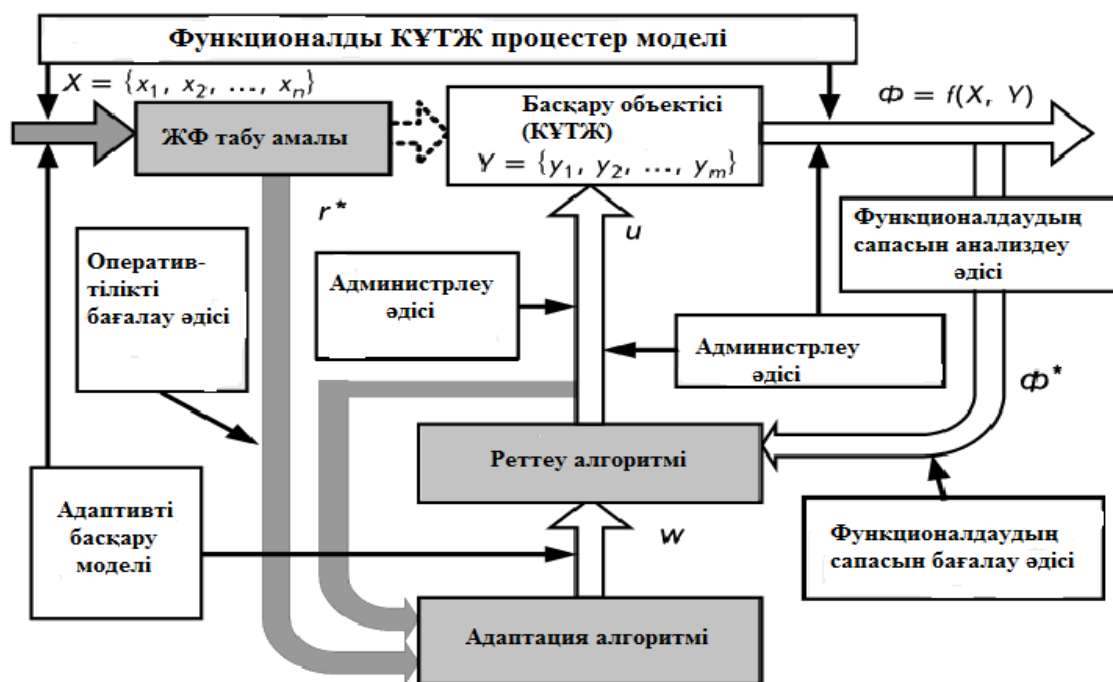 Функционалды КҰТЖ процестер моделі
X = {x₁, x₂, ..., xₙ}
ЖФ табу амалы
Басқару объектісі
(КҰТЖ)
Y = {y₁, y₂, ..., yₘ}
Ф = f(X, Y)
r*
u
Функционалдаудың
сапасын анализдеу
әдісі
Оператив-
тілікті
бағалау әдісі
Администрлеу
әдісі
Администрлеу
әдісі
Ф*
Реттеу алгоритмі
Адаптивті
басқару
моделі
w
Функционалдаудың
сапасын бағалау әдісі
Адаптация алгоритмі